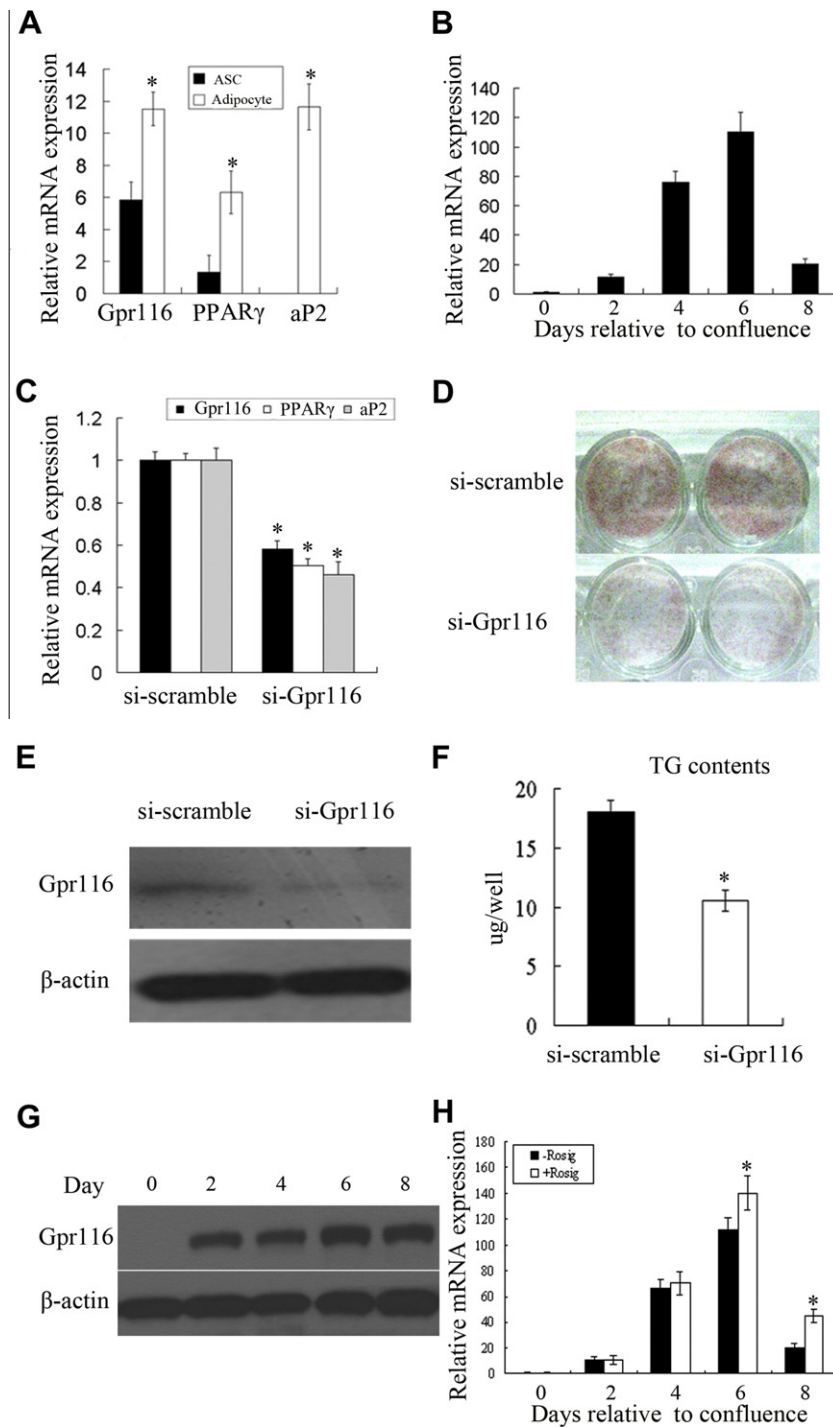 A
Relative mRNA expression
14
12
10
8
6
4
2
0
ASC
Adipocyte
*
*
*
Gpr116 PPARγ aP2
B
Relative mRNA expression
140
120
100
80
60
40
20
0
0 2 4 6 8
Days relative to confluence
C
Relative mRNA expression
1.2
1
0.8
0.6
0.4
0.2
0
Gpr116 PPARγ aP2
* * *
si-scramble si-Gpr116
D
si-scramble
si-Gpr116
E
si-scramble si-Gpr116
Gpr116
β-actin
F
TG contents
ug/well
20
15
10
5
0
*
si-scramble si-Gpr116
G
Day 0 2 4 6 8
Gpr116
β-actin
H
Relative mRNA expression
180
160
140
120
100
80
60
40
20
0
-Rosig
+Rosig
*
*
0 2 4 6 8
Days relative to confluence